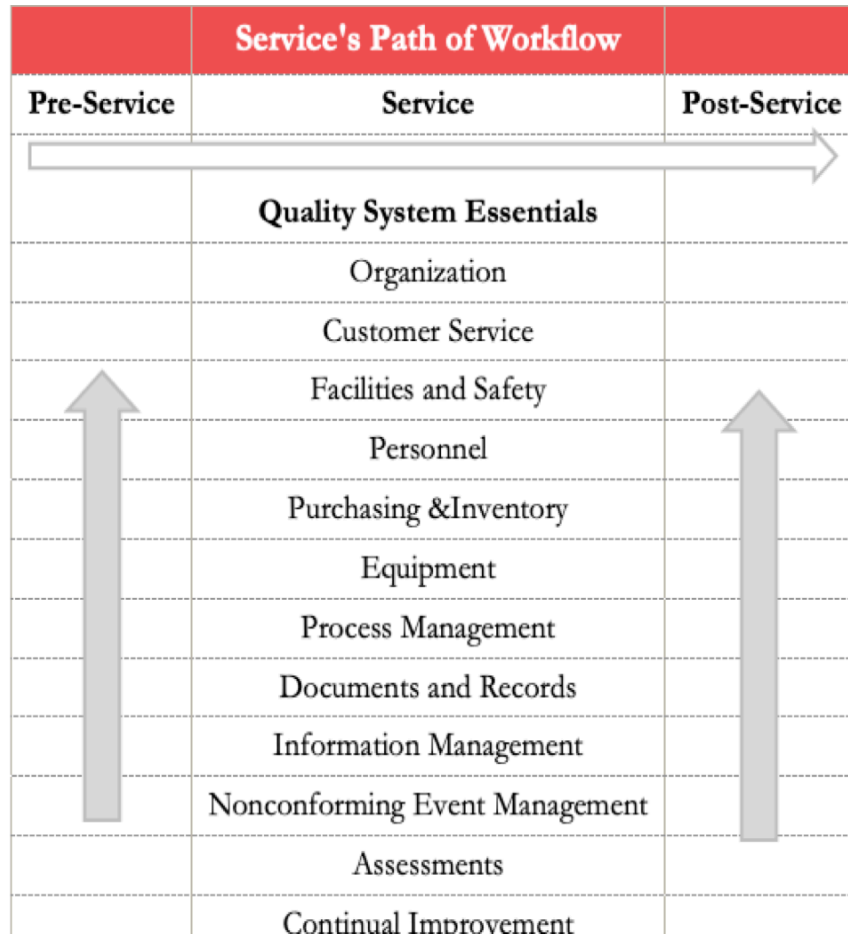 Service's Path of Workflow
Pre-Service Service Post-Service
Quality System Essentials
Organization
Customer Service
Facilities and Safety
Personnel
Purchasing &Inventory
Equipment
Process Management
Documents and Records
Information Management
Nonconforming Event Management
Assessments
Continual Improvement